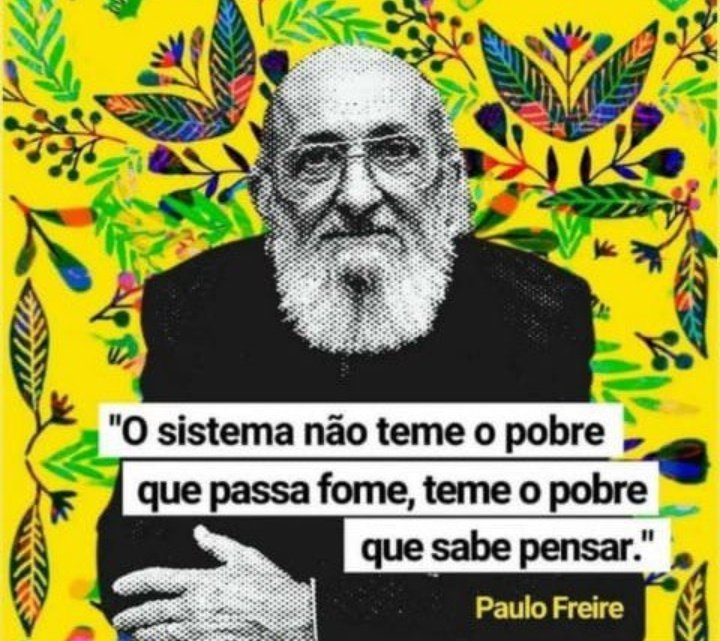 "O sistema não teme o pobre
que passa fome, teme o pobre
que sabe pensar."
Paulo Freire